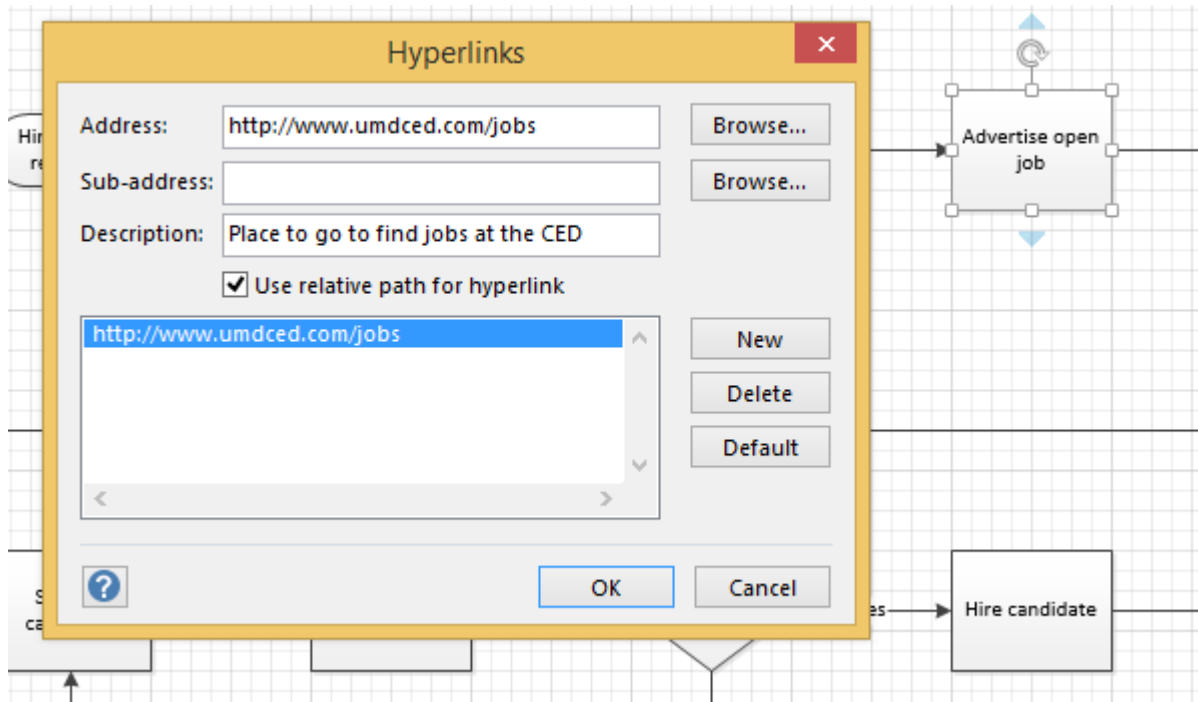 Hyperlinks
Address: http://www.umdced.com/jobs Browse...
Sub-address: Browse...
Description: Place to go to find jobs at the CED
Use relative path for hyperlink
http://www.umdced.com/jobs
New
Delete
Default
OK Cancel
Advertise open
job
Hire candidate